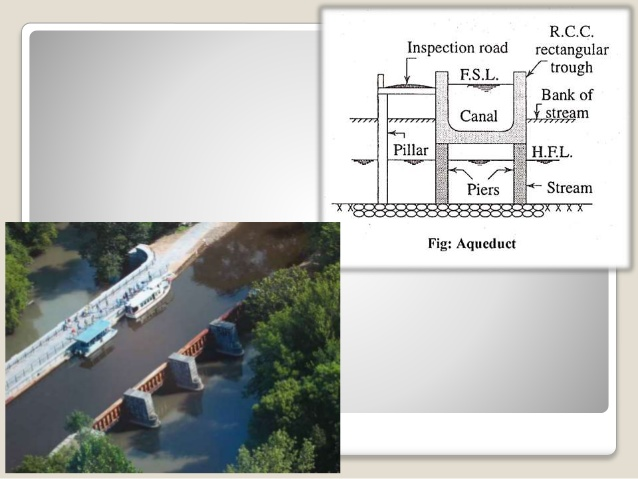 R.C.C.
rectangular
trough
Inspection road
F.S.L.
Bank of
stream
Canal
Pillar
H.F.L.
Piers
Stream
Fig: Aqueduct